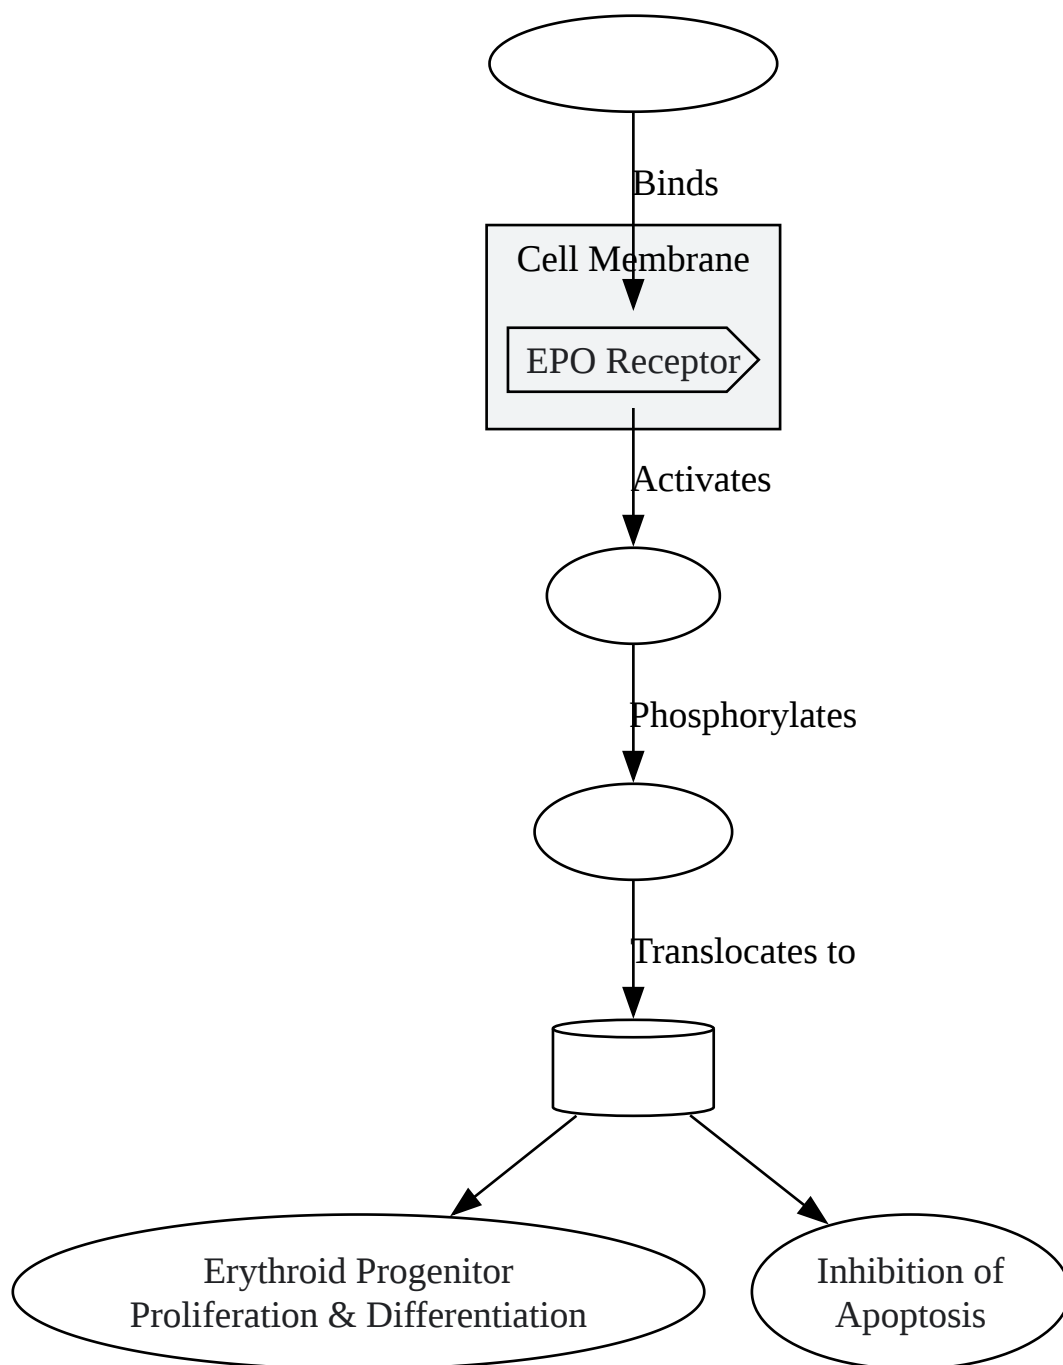 Binds
Cell Membrane
EPO Receptor
Activates
Phosphorylates
Translocates to
Erythroid Progenitor
Proliferation & Differentiation
Inhibition of
Apoptosis